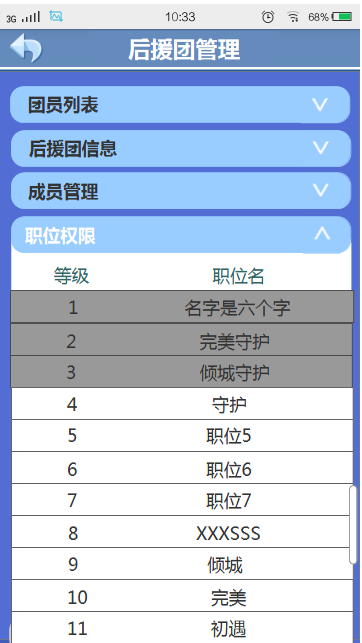 3G 10:33 68%
后援团管理
团员列表
后援团信息
成员管理
职位权限
等级 职位名
1 名字是六个字
2 完美守护
3 倾城守护
4 守护
5 职位5
6 职位6
7 职位7
8 XXXSSS
9 倾城
10 完美
11 初遇